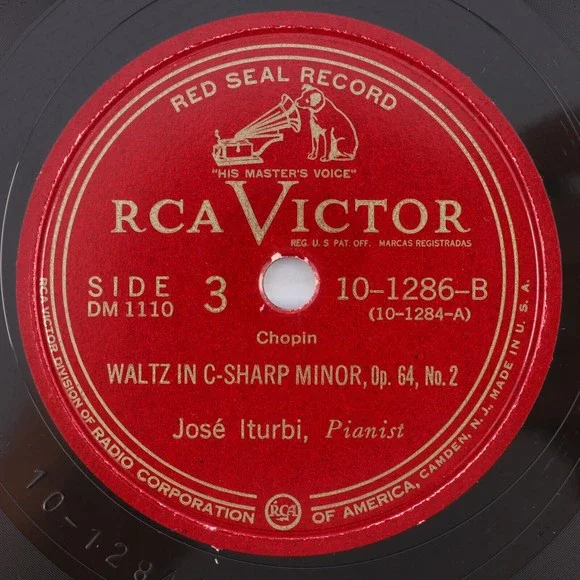 RED SEAL RECORD
"HIS MASTER'S VOICE"
RCA VICTOR
REG. U. S. PAT. OFF. MARCAS REGISTRADAS
SIDE 3 10-1286-B
DM 1110 (10-1284-A)
Chopin
WALTZ IN C-SHARP MINOR, Op. 64, No. 2
José Iturbi, Pianist
RCA VICTOR DIVISION OF RADIO CORPORATION RCA OF AMERICA, CAMDEN, N. J., MADE IN U. S. A.
10-1284